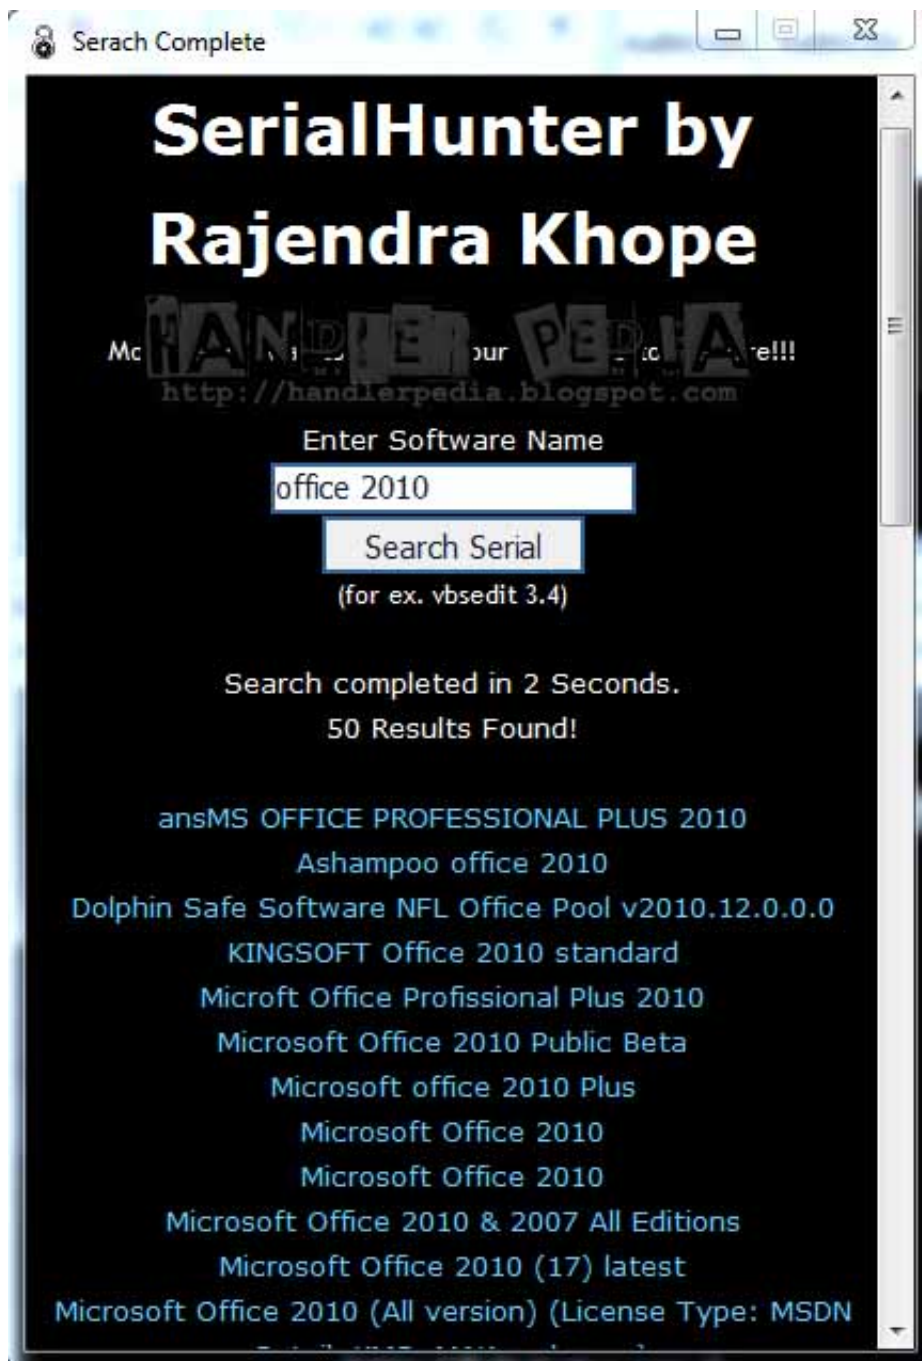 Serach Complete
SerialHunter by
Rajendra Khope
HANDLER PEDIA
http://handlerpedia.blogspot.com
Enter Software Name
office 2010
Search Serial
(for ex. vbsedit 3.4)
Search completed in 2 Seconds.
50 Results Found!
ansMS OFFICE PROFESSIONAL PLUS 2010
Ashampoo office 2010
Dolphin Safe Software NFL Office Pool v2010.12.0.0.0
KINGSOFT Office 2010 standard
Microft Office Profissional Plus 2010
Microsoft Office 2010 Public Beta
Microsoft office 2010 Plus
Microsoft Office 2010
Microsoft Office 2010
Microsoft Office 2010 & 2007 All Editions
Microsoft Office 2010 (17) latest
Microsoft Office 2010 (All version) (License Type: MSDN